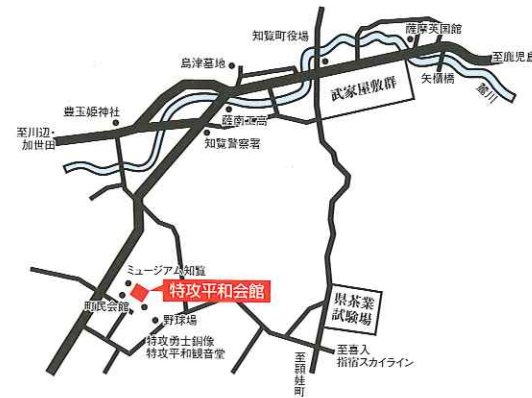 薩摩英国館
知覧町役場
至鹿児島
島津墓地
矢櫃橋
麓川
武家屋敷群
豊玉姫神社
薩南工高
至川辺・
加世田
知覧警察署
ミュージアム知覧
特攻平和会館
町民会館
野球場
県茶業
試験場
特攻勇士銅像
特攻平和観音堂
至頴娃町
至喜入
指宿スカイライン